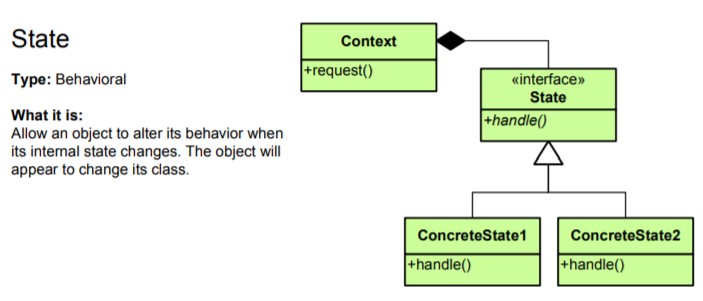 State
Type: Behavioral
What it is:
Allow an object to alter its behavior when
its internal state changes. The object will
appear to change its class.
Context
+request()
«interface»
State
+handle()
ConcreteState1
+handle()
ConcreteState2
+handle()